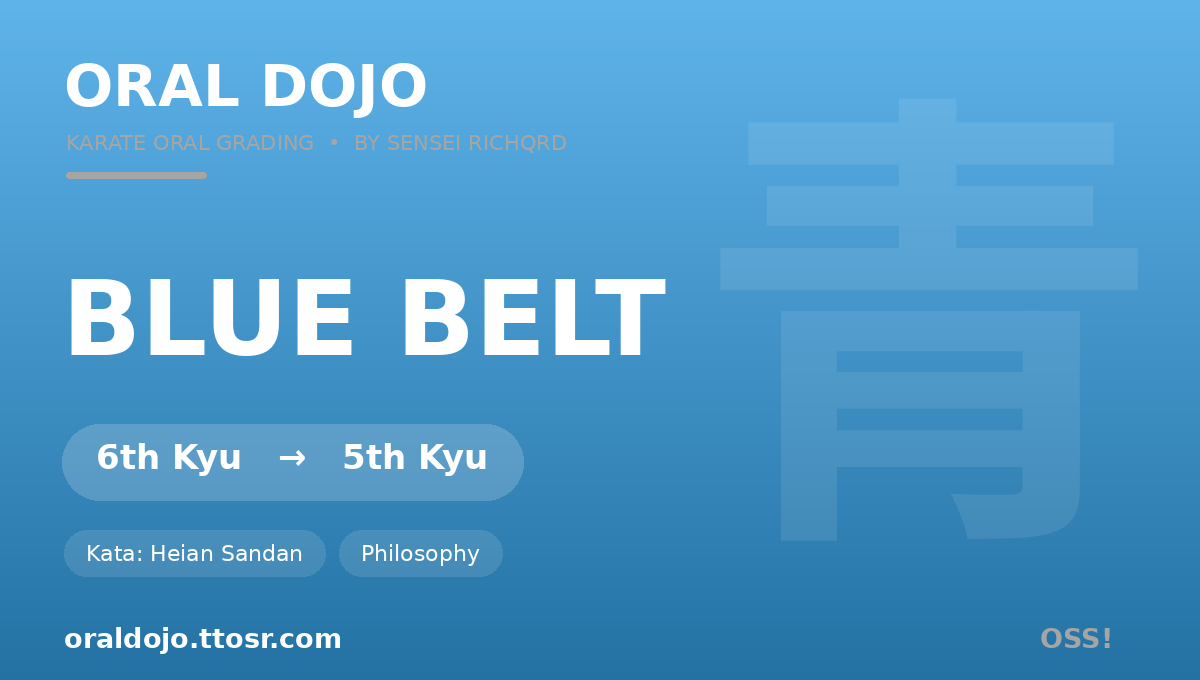 ORAL DOJO
KARATE ORAL GRADING • BY SENSEI RICHQRD
青
BLUE BELT
6th Kyu → 5th Kyu
Kata: Heian Sandan
Philosophy
oraldojo.ttosr.com
OSS!